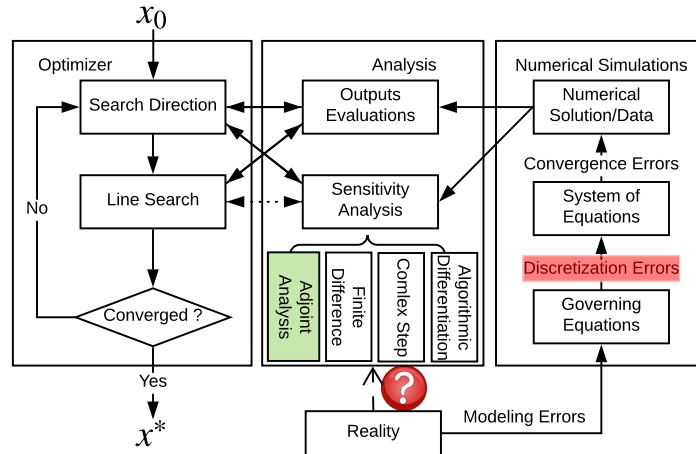 x0
Optimizer
Search Direction
Line Search
No
Converged ?
Yes
x*
Analysis
Outputs
Evaluations
Sensitivity
Analysis
Adjoint
Analysis
Finite
Difference
Comlex Step
Algorithmic
Differentiation
?
Reality
Modeling Errors
Numerical Simulations
Numerical
Solution/Data
Convergence Errors
System of
Equations
Discretization Errors
Governing
Equations